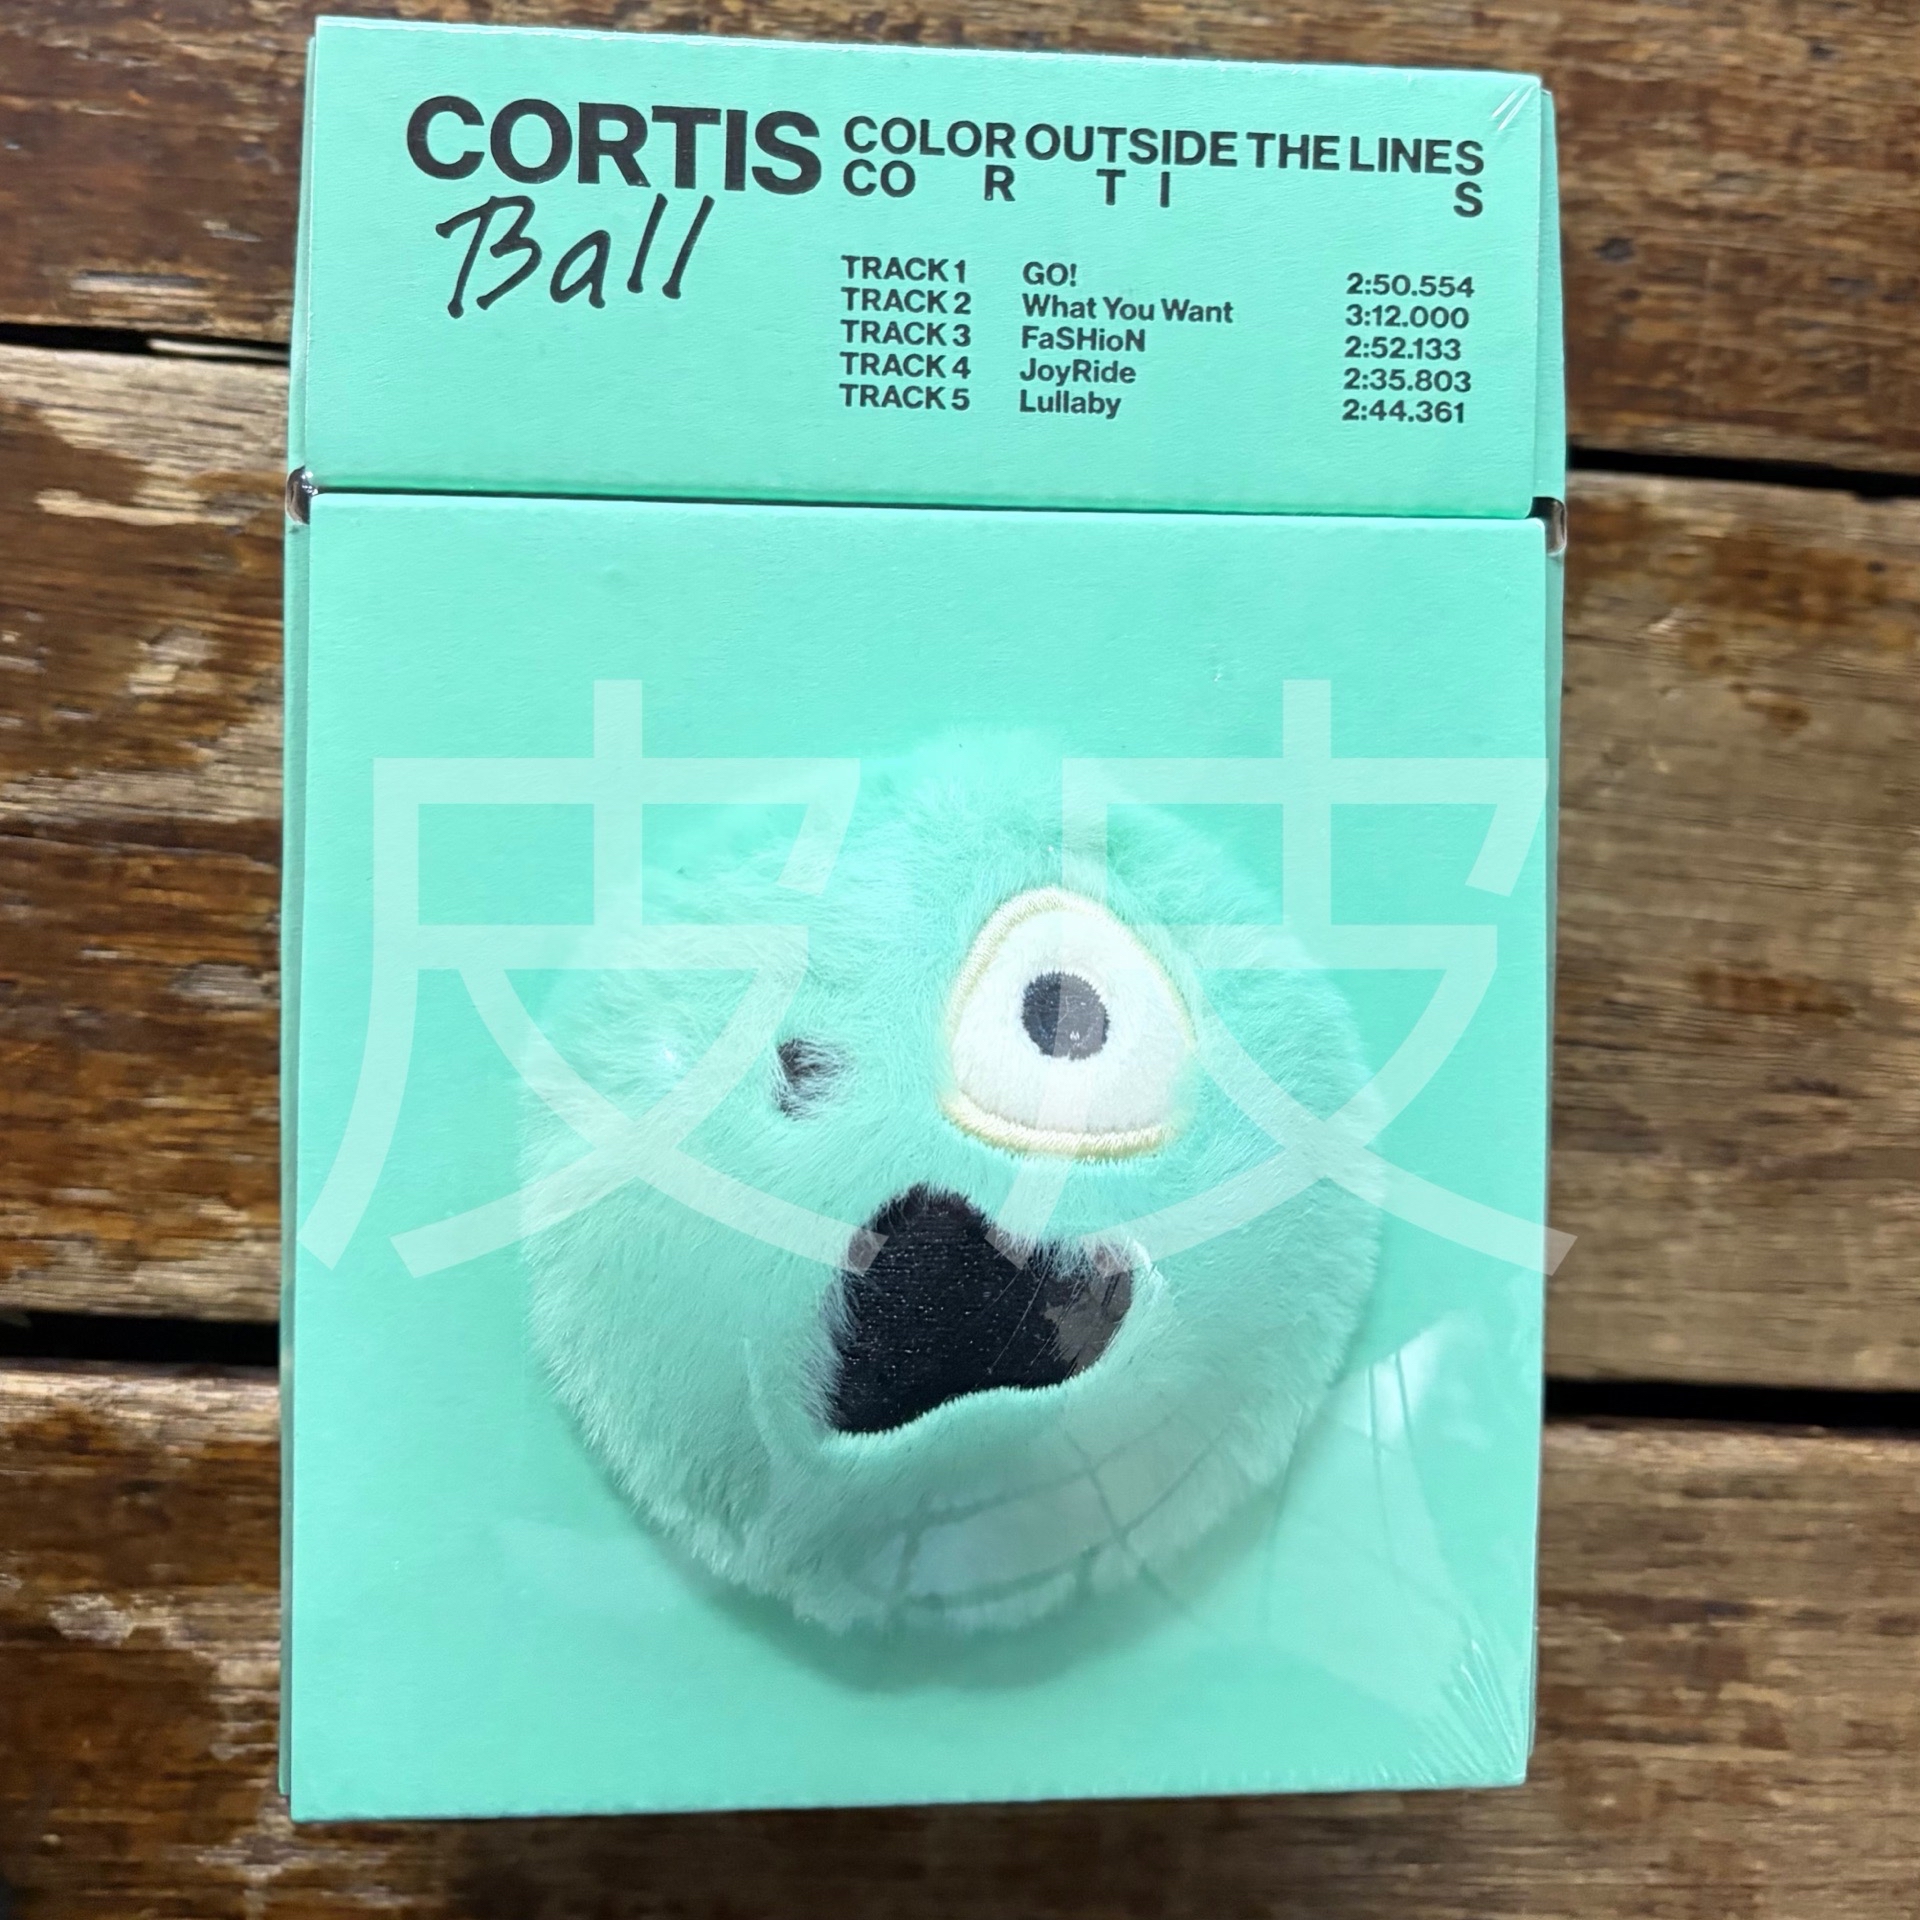 CORTIS
Ball
COLOR OUTSIDE THE LINES
CO R T I S
TRACK 1 GO! 2:50.554
TRACK 2 What You Want 3:12.000
TRACK 3 FaSHioN 2:52.133
TRACK 4 JoyRide 2:35.803
TRACK 5 Lullaby 2:44.361
皮皮